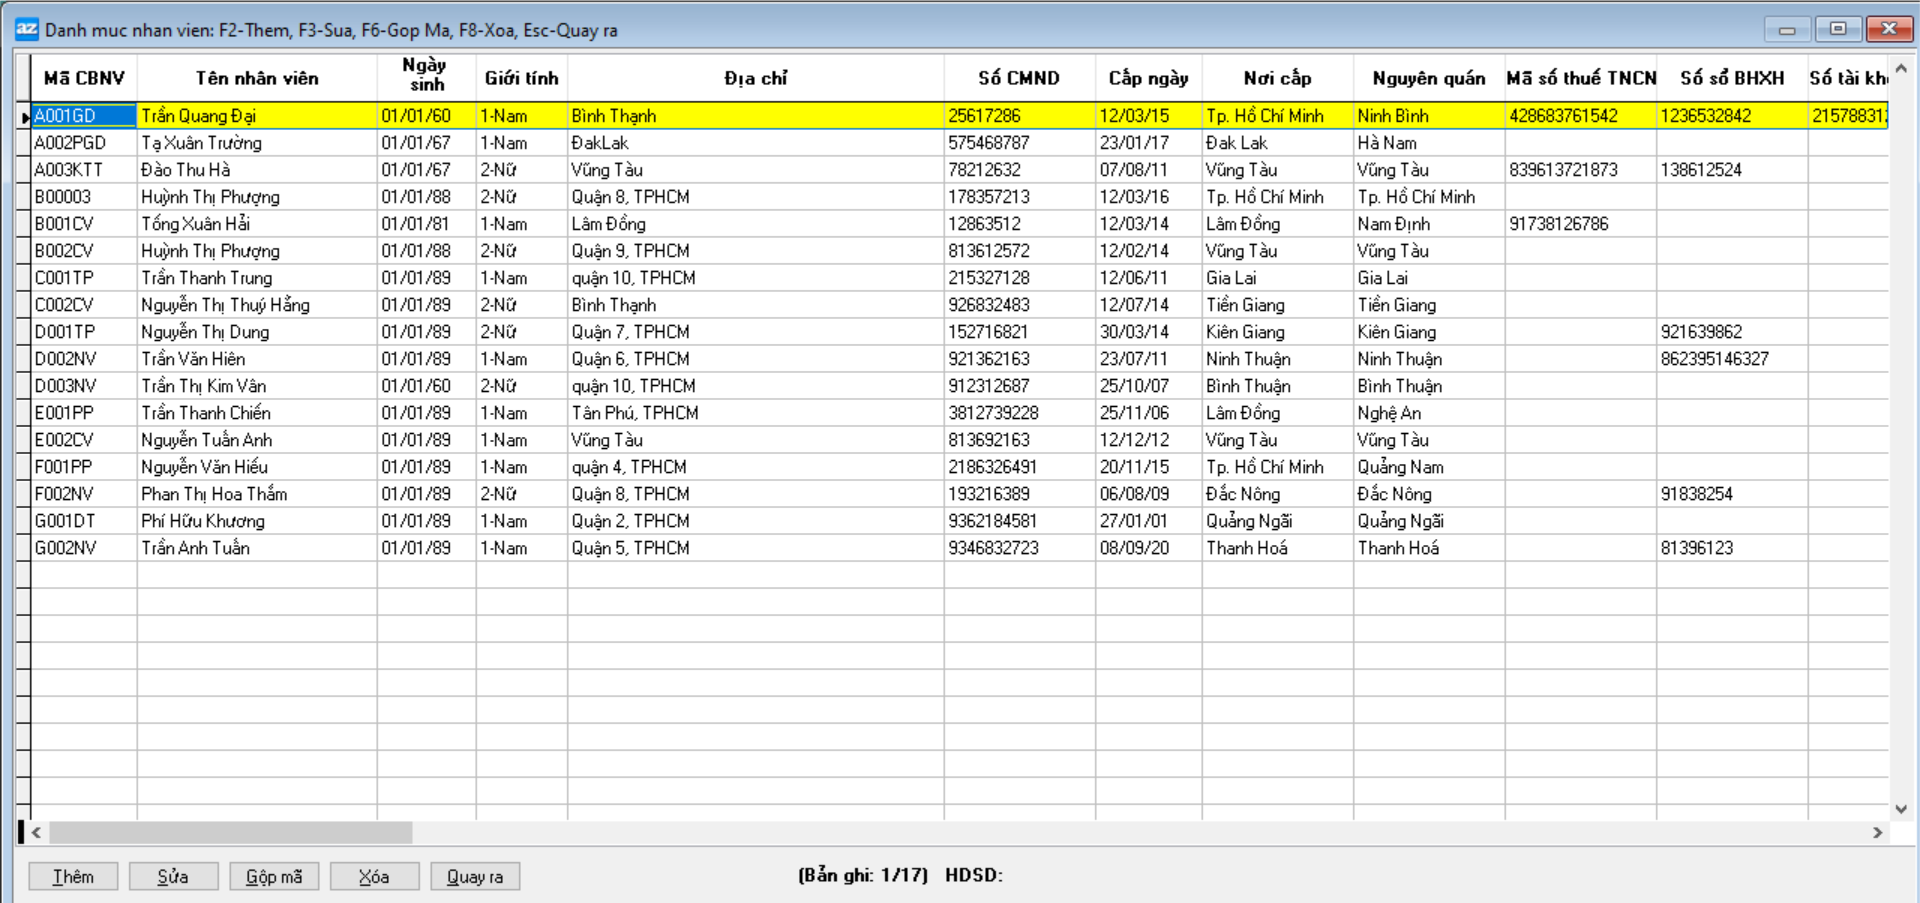 az Danh muc nhan vien: F2-Them, F3-Sua, F6-Gop Ma, F8-Xoa, Esc-Quay ra
Mã CBNV Tên nhân viên Ngày sinh Giới tính Địa chỉ Số CMND Cấp ngày Nơi cấp Nguyên quán Mã số thuế TNCN Số sổ BHXH Số tài kh
A001GD Trần Quang Đại 01/01/60 1-Nam Bình Thạnh 25617286 12/03/15 Tp. Hồ Chí Minh Ninh Bình 428683761542 1236532842 21578831
A002PGD Tạ Xuân Trường 01/01/67 1-Nam ĐakLak 575468787 23/01/17 Đak Lak Hà Nam
A003KTT Đào Thu Hà 01/01/67 2-Nữ Vũng Tàu 78212632 07/08/11 Vũng Tàu Vũng Tàu 839613721873 138612524
B00003 Huỳnh Thị Phượng 01/01/88 2-Nữ Quận 8, TPHCM 178357213 12/03/16 Tp. Hồ Chí Minh Tp. Hồ Chí Minh
B001CV Tống Xuân Hải 01/01/81 1-Nam Lâm Đồng 12863512 12/03/14 Lâm Đồng Nam Định 91738126786
B002CV Huỳnh Thị Phượng 01/01/88 2-Nữ Quận 9, TPHCM 813612572 12/02/14 Vũng Tàu Vũng Tàu
C001TP Trần Thanh Trung 01/01/89 1-Nam quận 10, TPHCM 215327128 12/06/11 Gia Lai Gia Lai
C002CV Nguyễn Thị Thuý Hằng 01/01/89 2-Nữ Bình Thạnh 926832483 12/07/14 Tiền Giang Tiền Giang
D001TP Nguyễn Thị Dung 01/01/89 2-Nữ Quận 7, TPHCM 152716821 30/03/14 Kiên Giang Kiên Giang 921639862
D002NV Trần Văn Hiên 01/01/89 1-Nam Quận 6, TPHCM 921362163 23/07/11 Ninh Thuận Ninh Thuận 862395146327
D003NV Trần Thị Kim Vân 01/01/60 2-Nữ quận 10, TPHCM 912312687 25/10/07 Bình Thuận Bình Thuận
E001PP Trần Thanh Chiến 01/01/89 1-Nam Tân Phú, TPHCM 3812739228 25/11/06 Lâm Đồng Nghệ An
E002CV Nguyễn Tuấn Anh 01/01/89 1-Nam Vũng Tàu 813692163 12/12/12 Vũng Tàu Vũng Tàu
F001PP Nguyễn Văn Hiếu 01/01/89 1-Nam quận 4, TPHCM 2186326491 20/11/15 Tp. Hồ Chí Minh Quảng Nam
F002NV Phan Thị Hoa Thắm 01/01/89 2-Nữ Quận 8, TPHCM 193216389 06/08/09 Đắc Nông Đắc Nông 91838254
G001DT Phí Hữu Khương 01/01/89 1-Nam Quận 2, TPHCM 9362184581 27/01/01 Quảng Ngãi Quảng Ngãi
G002NV Trần Anh Tuấn 01/01/89 1-Nam Quận 5, TPHCM 9346832723 08/09/20 Thanh Hoá Thanh Hoá 81396123
Thêm Sửa Gộp mã Xóa Quay ra (Bản ghi: 1/17) HDSD: